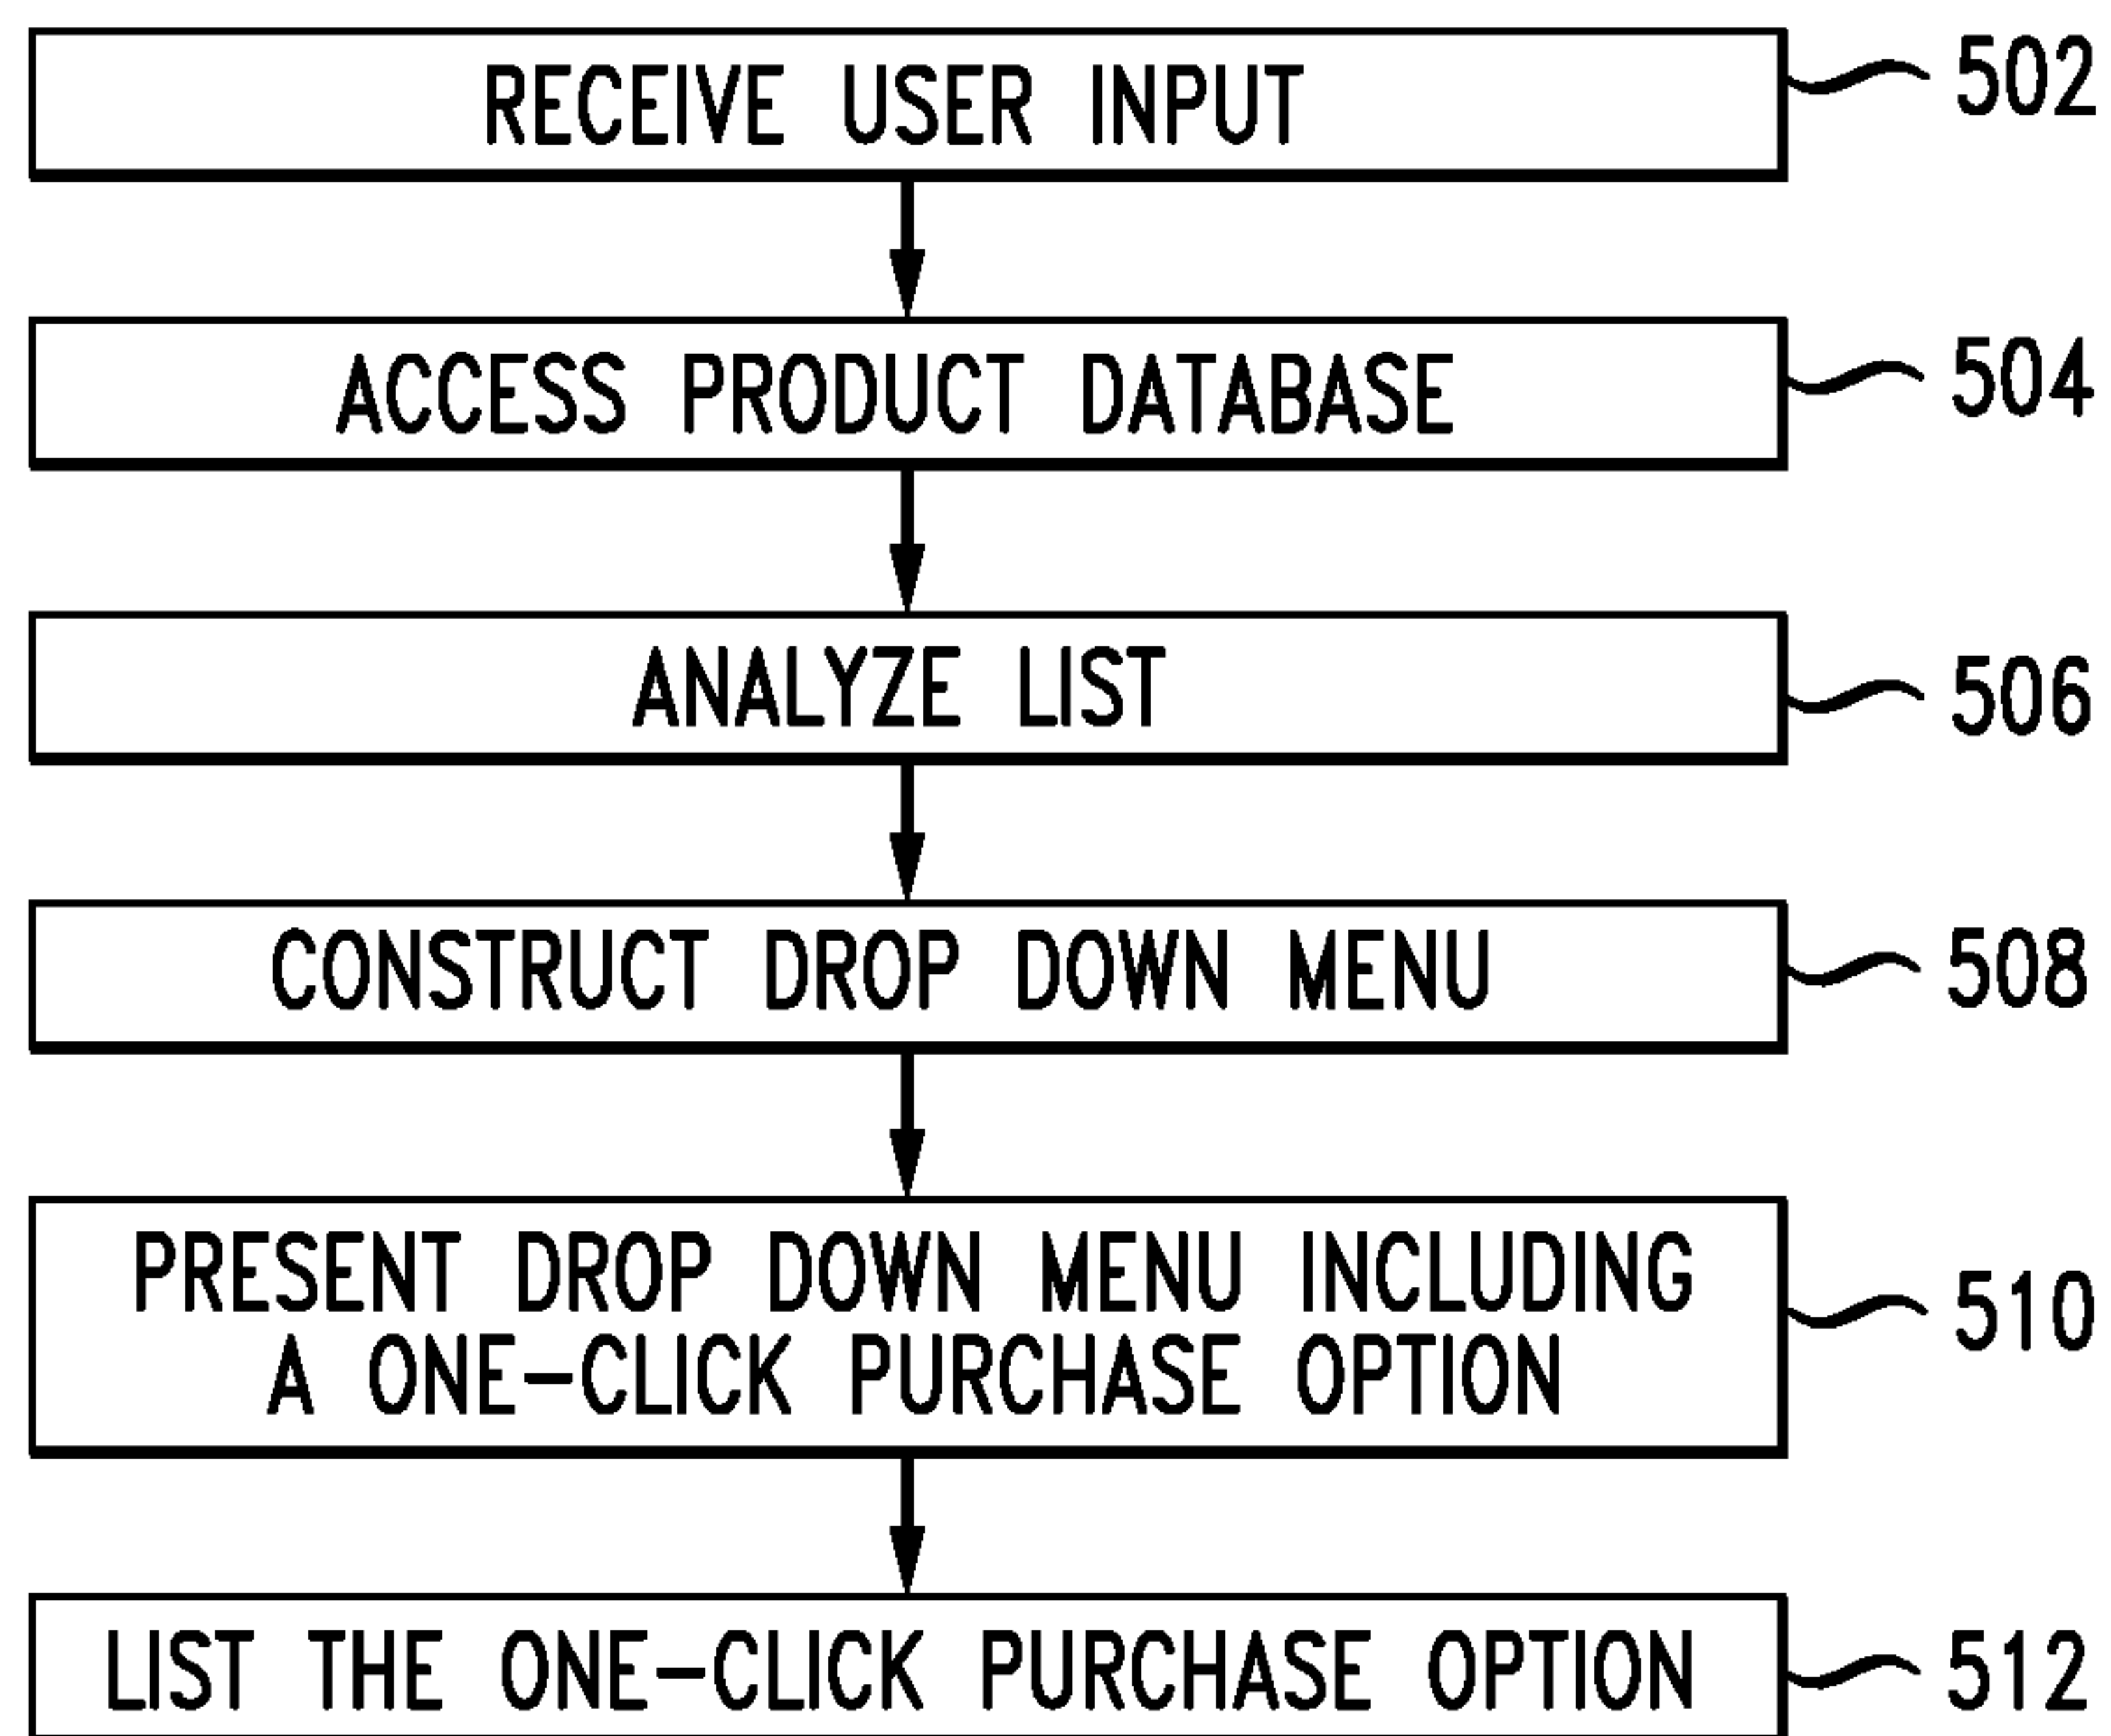 RECEIVE USER INPUT
502
ACCESS PRODUCT DATABASE
504
ANALYZE LIST
506
CONSTRUCT DROP DOWN MENU
508
PRESENT DROP DOWN MENU INCLUDING
A ONE-CLICK PURCHASE OPTION
510
LIST THE ONE-CLICK PURCHASE OPTION
512